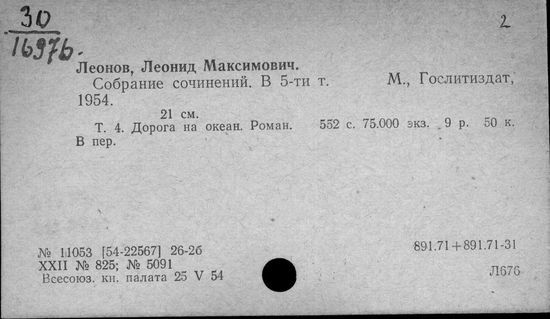 30
16976.
2
Леонов, Леонид Максимович.
Собрание сочинений. В 5-ти т. М., Гослитиздат,
1954.
21 см.
Т. 4. Дорога на океан. Роман. 552 с. 75.000 экз. 9 р. 50 к.
В пер.
№ 11053 [54-22567] 26-2б
XXII № 825; № 5091
Всесоюз. кн. палата 25 V 54
891.71+891.71-31
Л676